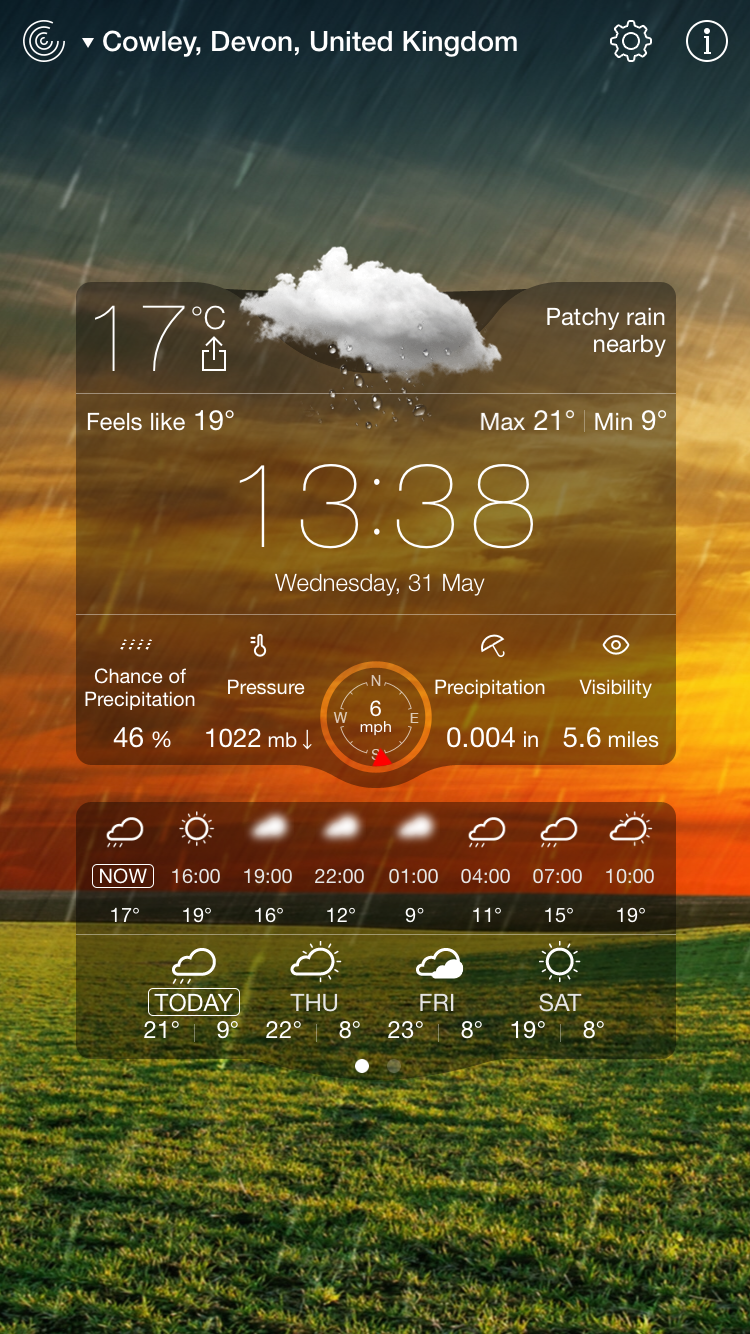 Cowley, Devon, United Kingdom
17°C
Patchy rain
nearby
Feels like 19°
Max 21° | Min 9°
13:38
Wednesday, 31 May
Chance of
Precipitation
46 %
Pressure
1022 mb↓
N
W
E
S
6
mph
Precipitation
0.004 in
Visibility
5.6 miles
NOW 16:00 19:00 22:00 01:00 04:00 07:00 10:00
17° 19° 16° 12° 9° 11° 15° 19°
TODAY THU FRI SAT
21° | 9° 22° | 8° 23° | 8° 19° | 8°